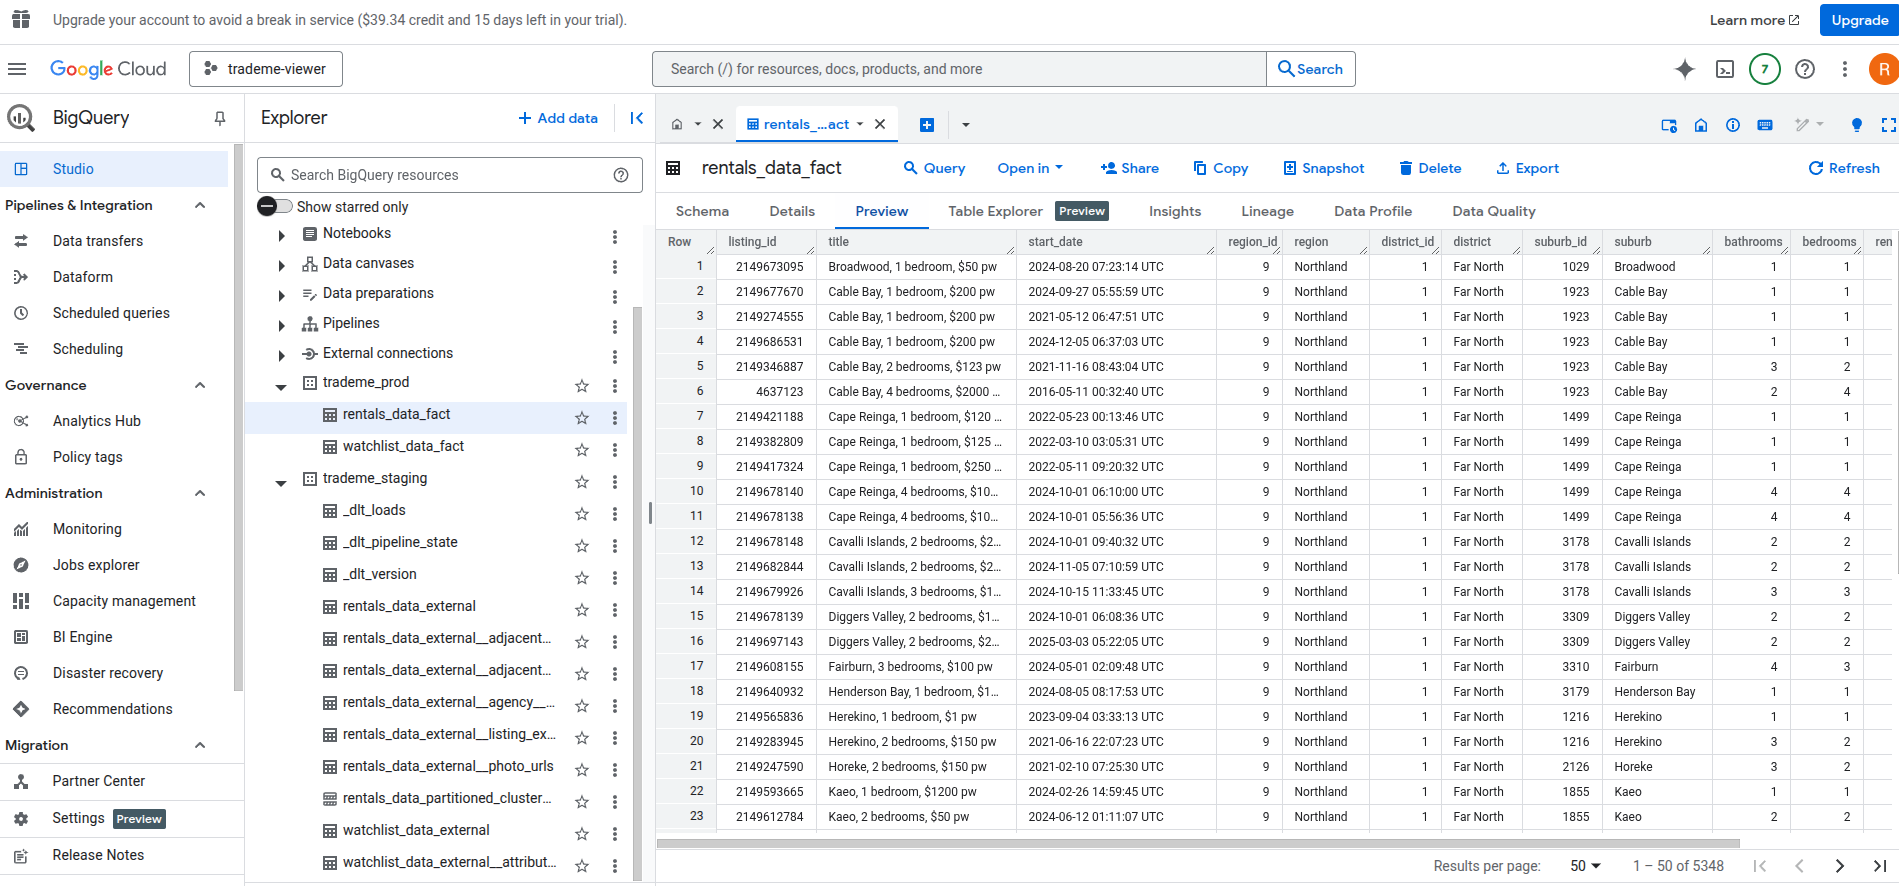 Upgrade your account to avoid a break in service ($39.34 credit and 15 days left in your trial).
Learn more
Upgrade
Google Cloud
trademe-viewer
Search (/) for resources, docs, products, and more
Search
7
R
BigQuery
Studio
Pipelines & Integration
Data transfers
Dataform
Scheduled queries
Scheduling
Governance
Analytics Hub
Policy tags
Administration
Monitoring
Jobs explorer
Capacity management
BI Engine
Disaster recovery
Recommendations
Migration
Partner Center
Settings Preview
Release Notes
Explorer
+ Add data
Search BigQuery resources
Show starred only
Notebooks
Data canvases
Data preparations
Pipelines
External connections
trademe_prod
rentals_data_fact
watchlist_data_fact
trademe_staging
_dlt_loads
_dlt_pipeline_state
_dlt_version
rentals_data_external
rentals_data_external__adjacent...
rentals_data_external__adjacent...
rentals_data_external__agency__...
rentals_data_external__listing_ex...
rentals_data_external__photo_urls
rentals_data_partitioned_cluster...
watchlist_data_external
watchlist_data_external__attribut...
rentals_...act
rentals_data_fact
Query
Open in
Share
Copy
Snapshot
Delete
Export
Refresh
Schema Details Preview Table Explorer Preview Insights Lineage Data Profile Data Quality
Row listing_id title start_date region_id region district_id district suburb_id suburb bathrooms bedrooms ren
1 2149673095 Broadwood, 1 bedroom, $50 pw 2024-08-20 07:23:14 UTC 9 Northland 1 Far North 1029 Broadwood 1 1
2 2149677670 Cable Bay, 1 bedroom, $200 pw 2024-09-27 05:55:59 UTC 9 Northland 1 Far North 1923 Cable Bay 1 1
3 2149274555 Cable Bay, 1 bedroom, $200 pw 2021-05-12 06:47:51 UTC 9 Northland 1 Far North 1923 Cable Bay 1 1
4 2149686531 Cable Bay, 1 bedroom, $200 pw 2024-12-05 06:37:03 UTC 9 Northland 1 Far North 1923 Cable Bay 1 1
5 2149346887 Cable Bay, 2 bedrooms, $123 pw 2021-11-16 08:43:04 UTC 9 Northland 1 Far North 1923 Cable Bay 3 2
6 4637123 Cable Bay, 4 bedrooms, $2000 ... 2016-05-11 00:32:40 UTC 9 Northland 1 Far North 1923 Cable Bay 2 4
7 2149421188 Cape Reinga, 1 bedroom, $120 ... 2022-05-23 00:13:46 UTC 9 Northland 1 Far North 1499 Cape Reinga 1 1
8 2149382809 Cape Reinga, 1 bedroom, $125 ... 2022-03-10 03:05:31 UTC 9 Northland 1 Far North 1499 Cape Reinga 1 1
9 2149417324 Cape Reinga, 1 bedroom, $250 ... 2022-05-11 09:20:32 UTC 9 Northland 1 Far North 1499 Cape Reinga 1 1
10 2149678140 Cape Reinga, 4 bedrooms, $10... 2024-10-01 06:10:00 UTC 9 Northland 1 Far North 1499 Cape Reinga 4 4
11 2149678138 Cape Reinga, 4 bedrooms, $10... 2024-10-01 05:56:36 UTC 9 Northland 1 Far North 1499 Cape Reinga 4 4
12 2149678148 Cavalli Islands, 2 bedrooms, $2... 2024-10-01 09:40:32 UTC 9 Northland 1 Far North 3178 Cavalli Islands 2 2
13 2149682844 Cavalli Islands, 2 bedrooms, $2... 2024-11-05 07:10:59 UTC 9 Northland 1 Far North 3178 Cavalli Islands 2 2
14 2149679926 Cavalli Islands, 3 bedrooms, $1... 2024-10-15 11:33:45 UTC 9 Northland 1 Far North 3178 Cavalli Islands 3 3
15 2149678139 Diggers Valley, 2 bedrooms, $1... 2024-10-01 06:08:36 UTC 9 Northland 1 Far North 3309 Diggers Valley 2 2
16 2149697143 Diggers Valley, 2 bedrooms, $2... 2025-03-03 05:22:05 UTC 9 Northland 1 Far North 3309 Diggers Valley 2 2
17 2149608155 Fairburn, 3 bedrooms, $100 pw 2024-05-01 02:09:48 UTC 9 Northland 1 Far North 3310 Fairburn 4 3
18 2149640932 Henderson Bay, 1 bedroom, $1... 2024-08-05 08:17:53 UTC 9 Northland 1 Far North 3179 Henderson Bay 1 1
19 2149565836 Herekino, 1 bedroom, $1 pw 2023-09-04 03:33:13 UTC 9 Northland 1 Far North 1216 Herekino 1 1
20 2149283945 Herekino, 2 bedrooms, $150 pw 2021-06-16 22:07:23 UTC 9 Northland 1 Far North 1216 Herekino 3 2
21 2149247590 Horeke, 2 bedrooms, $150 pw 2021-02-10 07:25:30 UTC 9 Northland 1 Far North 2126 Horeke 3 2
22 2149593665 Kaeo, 1 bedroom, $1200 pw 2024-02-26 14:59:45 UTC 9 Northland 1 Far North 1855 Kaeo 1 1
23 2149612784 Kaeo, 2 bedrooms, $50 pw 2024-06-12 01:11:07 UTC 9 Northland 1 Far North 1855 Kaeo 2 2
Results per page: 50 1 – 50 of 5348